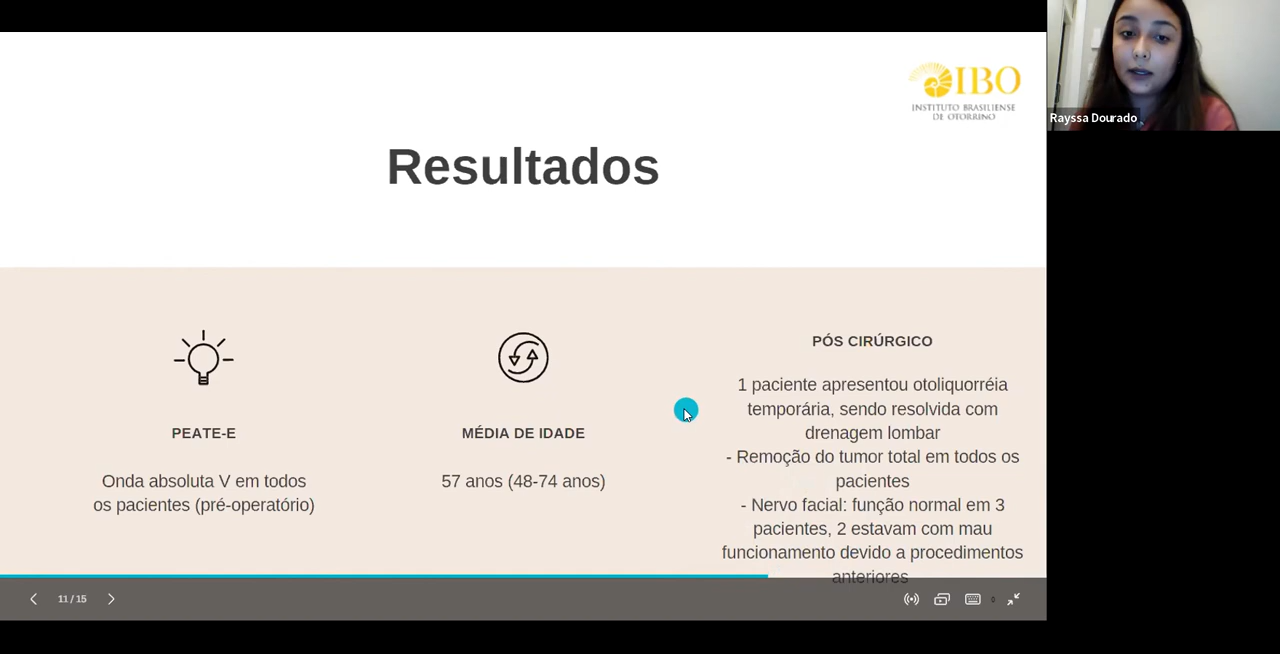 IBO
INSTITUTO BRASILIENSE
DE OTORRINO
Rayssa Dourado
Resultados
PEATE-E
Onda absoluta V em todos
os pacientes (pré-operatório)
MÉDIA DE IDADE
57 anos (48-74 anos)
PÓS CIRÚRGICO
1 paciente apresentou otoliquorréia
temporária, sendo resolvida com
drenagem lombar
- Remoção do tumor total em todos os
pacientes
- Nervo facial: função normal em 3
pacientes, 2 estavam com mau
funcionamento devido a procedimentos
anteriores
11 / 15
0